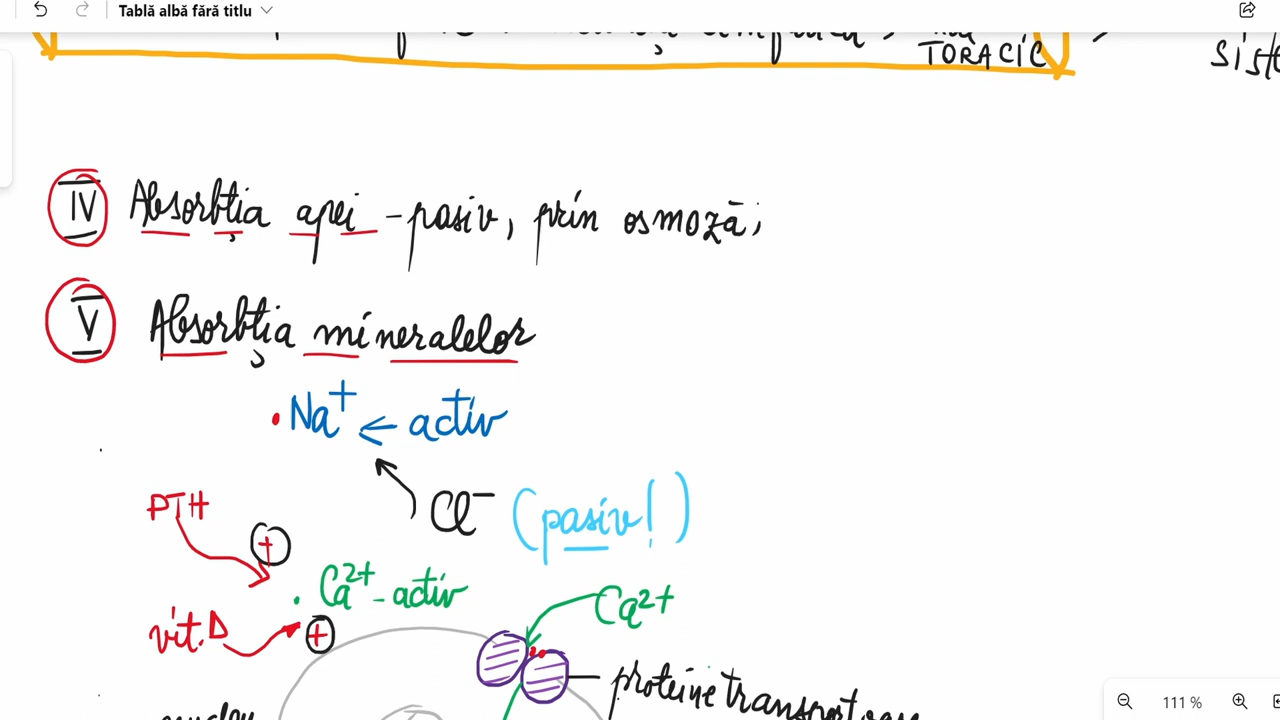 Tablă albă fără titlu
TORACIC
IV Absorbția apei - pasiv, prin osmoză;
V Absorbția mineralelor
• Na+ ← activ
Cl- (pasiv!)
PTH
+
• Ca2+ - activ
Ca2+
vit. D
+
proteine
111 %